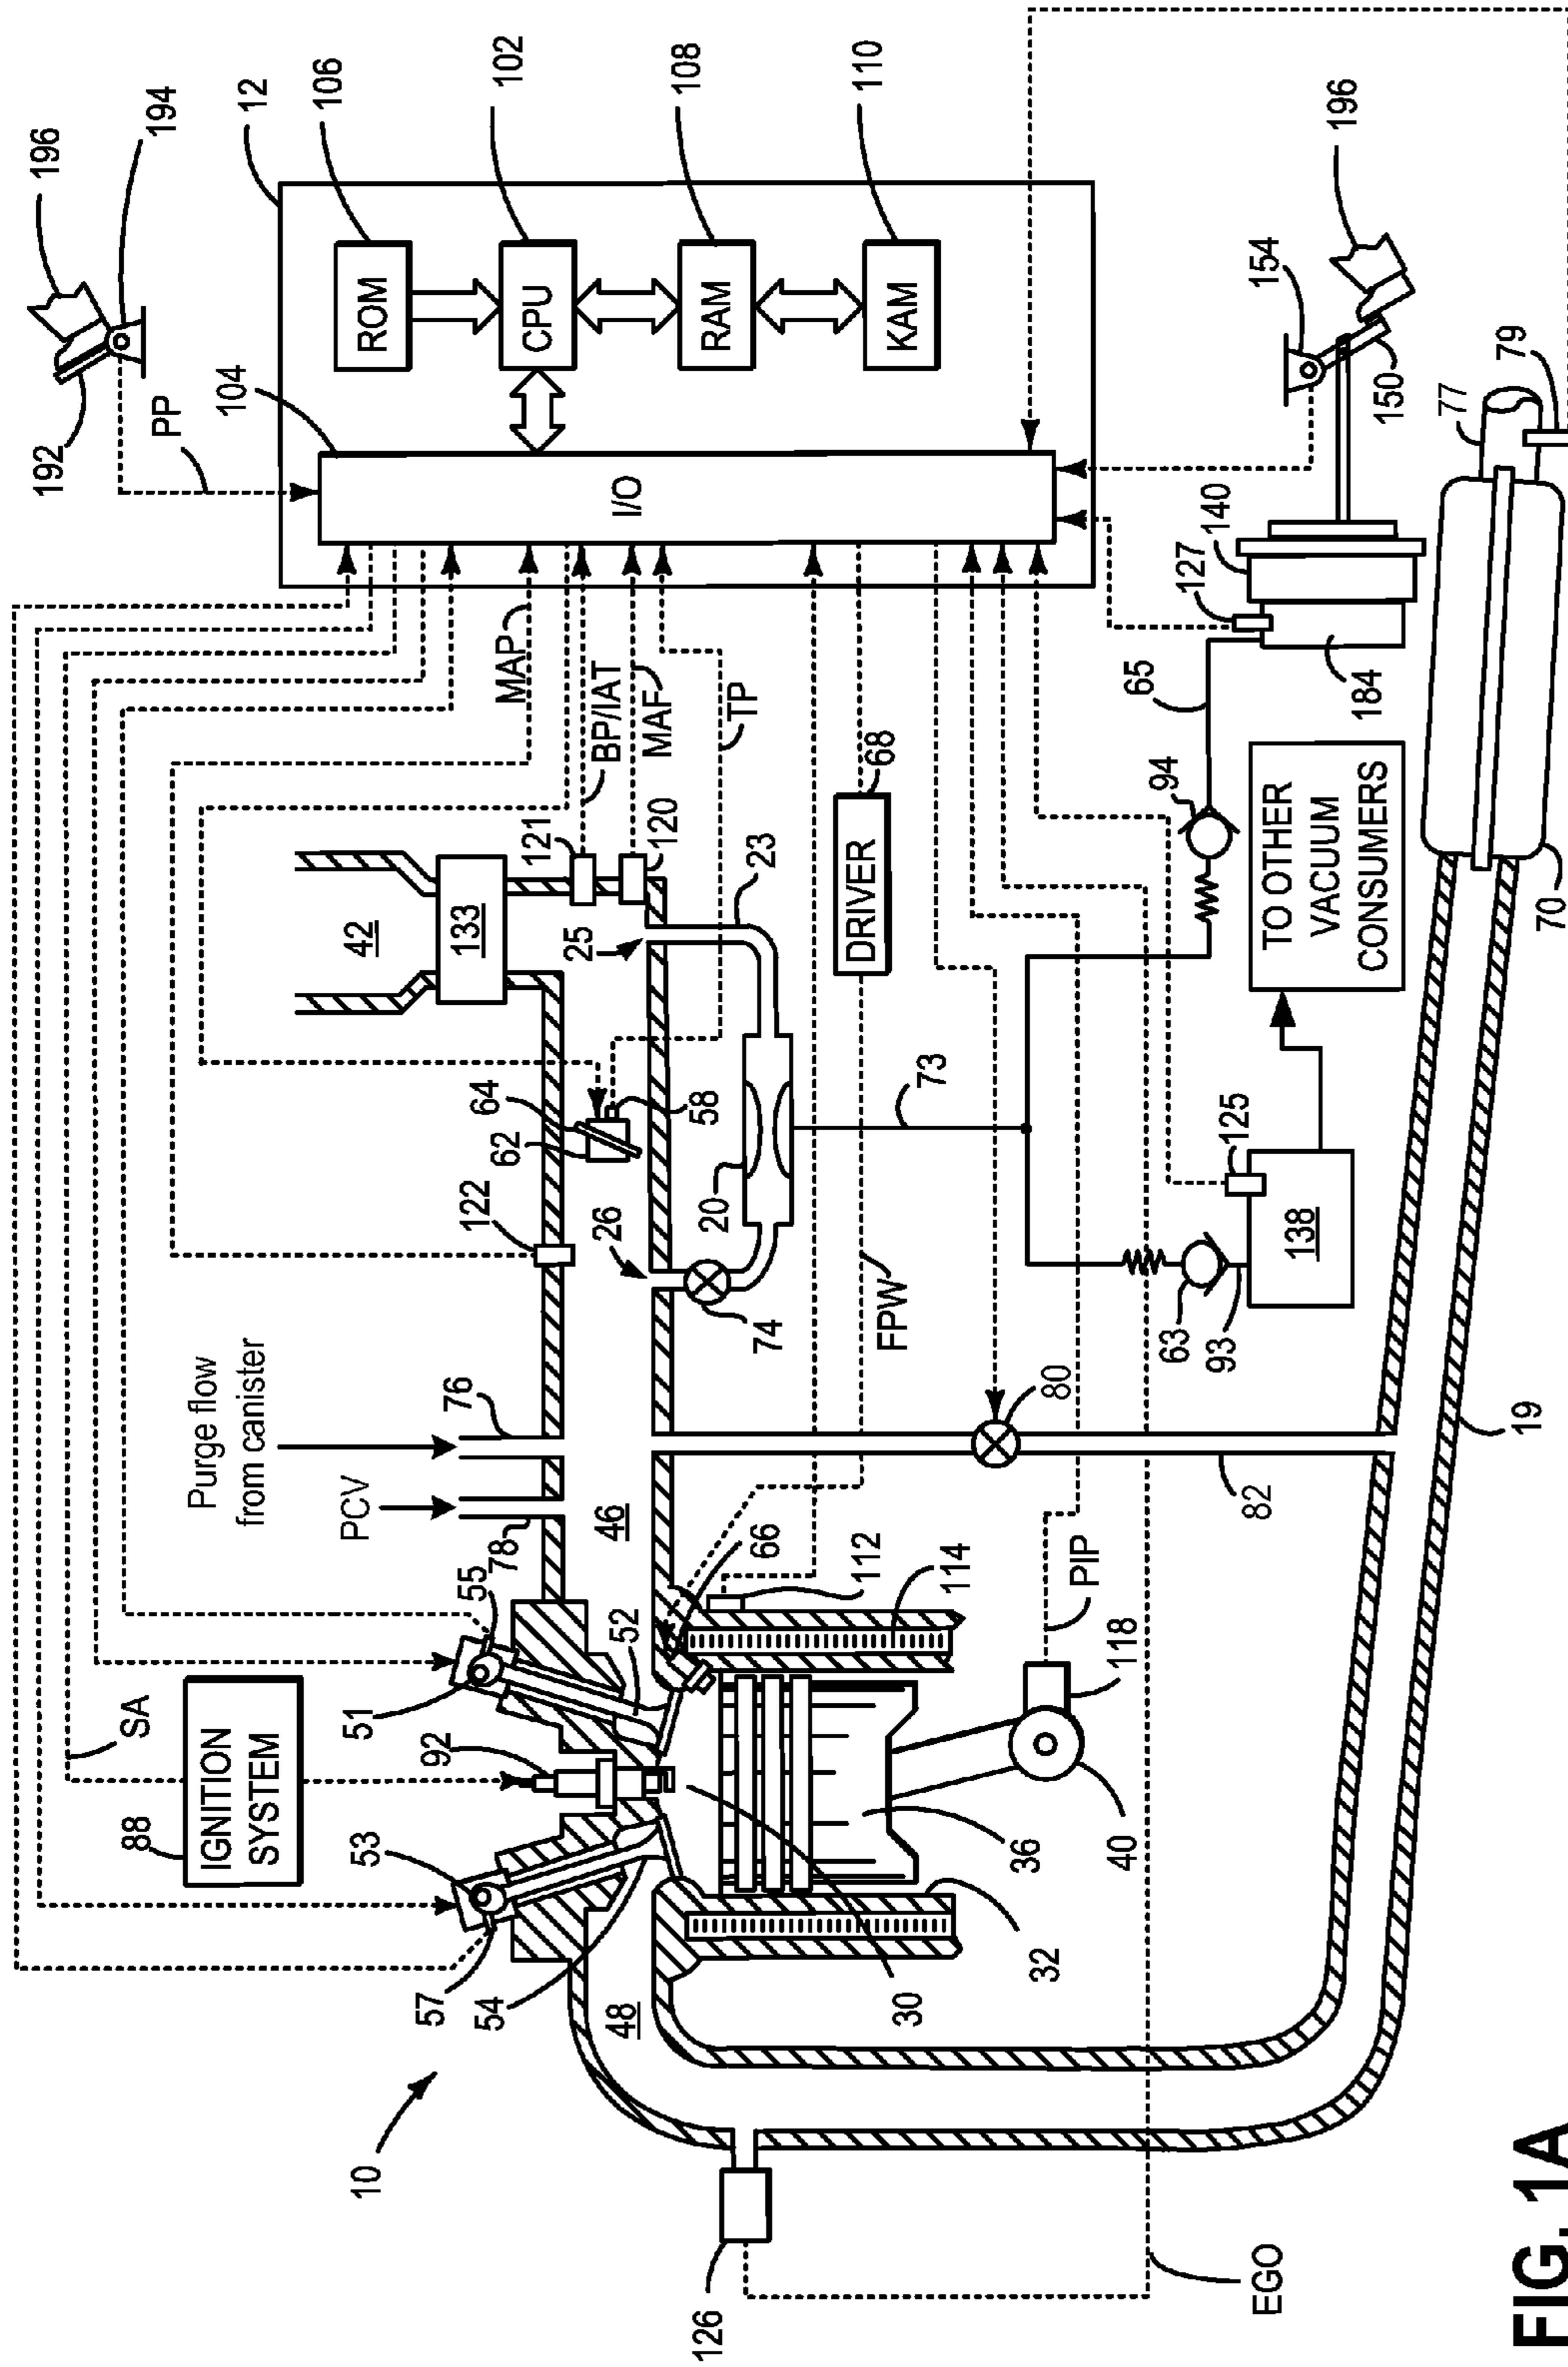 196
194
192
PP
104
12
106
102
108
110
ROM
CPU
RAM
KAM
I/O
MAP
BP/IAT
MAF
TP
DRIVER
68
FPW
42
133
121
120
25
23
64
62
58
122
26
20
74
73
Purge flow
from canister
76
PCV
78
46
66
55
51
52
SA
IGNITION
SYSTEM
88
92
53
57
54
48
10
112
114
PIP
118
40
36
30
32
80
82
19
63
93
125
138
94
65
TO OTHER
VACUUM
CONSUMERS
127
140
184
154
196
150
77
79
70
126
EGO
FIG. 1A